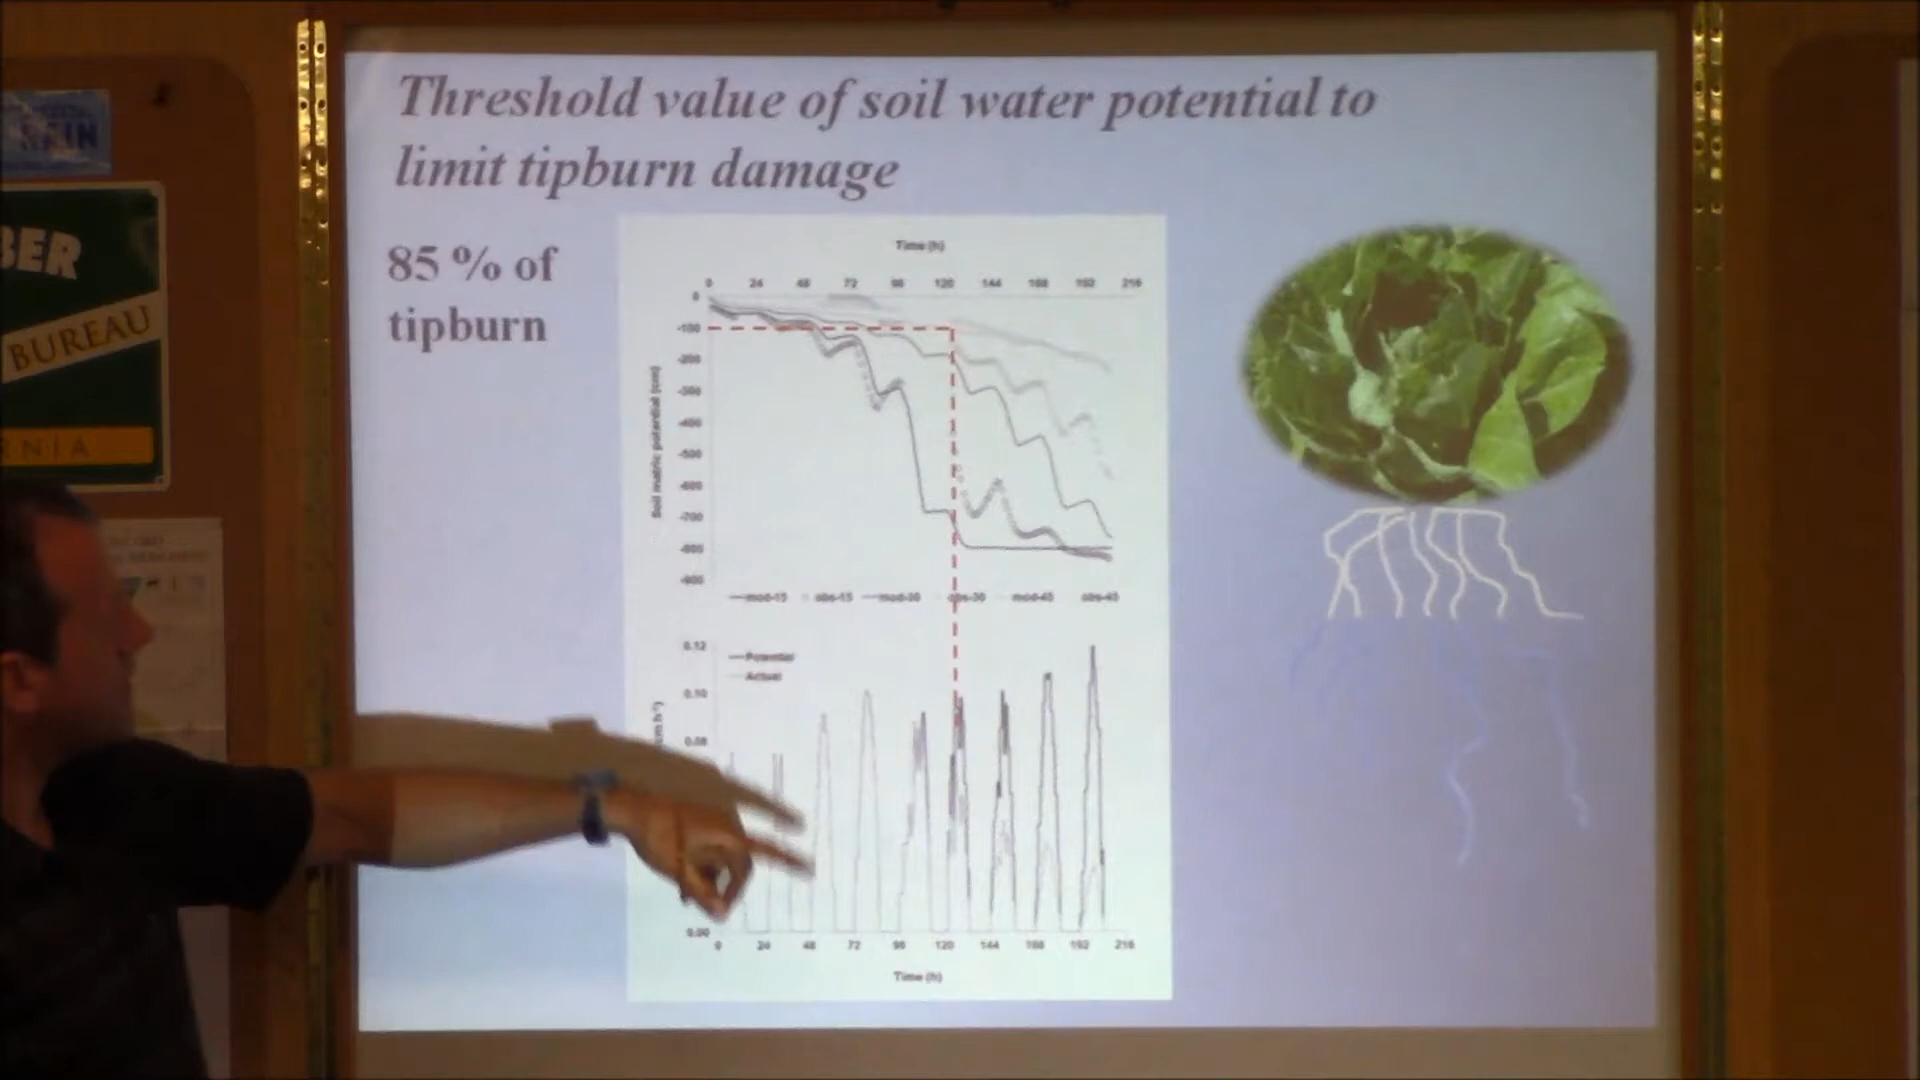 Threshold value of soil water potential to
limit tipburn damage
85 % of
tipburn
Time (h)
0 24 48 72 96 120 144 168 192 216
0
-100
-200
-300
-400
-500
-600
-700
-800
-900
Soil matric potential (cm)
mod-15 obs-15 mod-30 obs-30 mod-45 obs-45
0.12
Potential
Actual
0.10
0.08
0.00
0 24 48 72 96 120 144 168 192 216
Time (h)
BER
BUREAU
RNIA